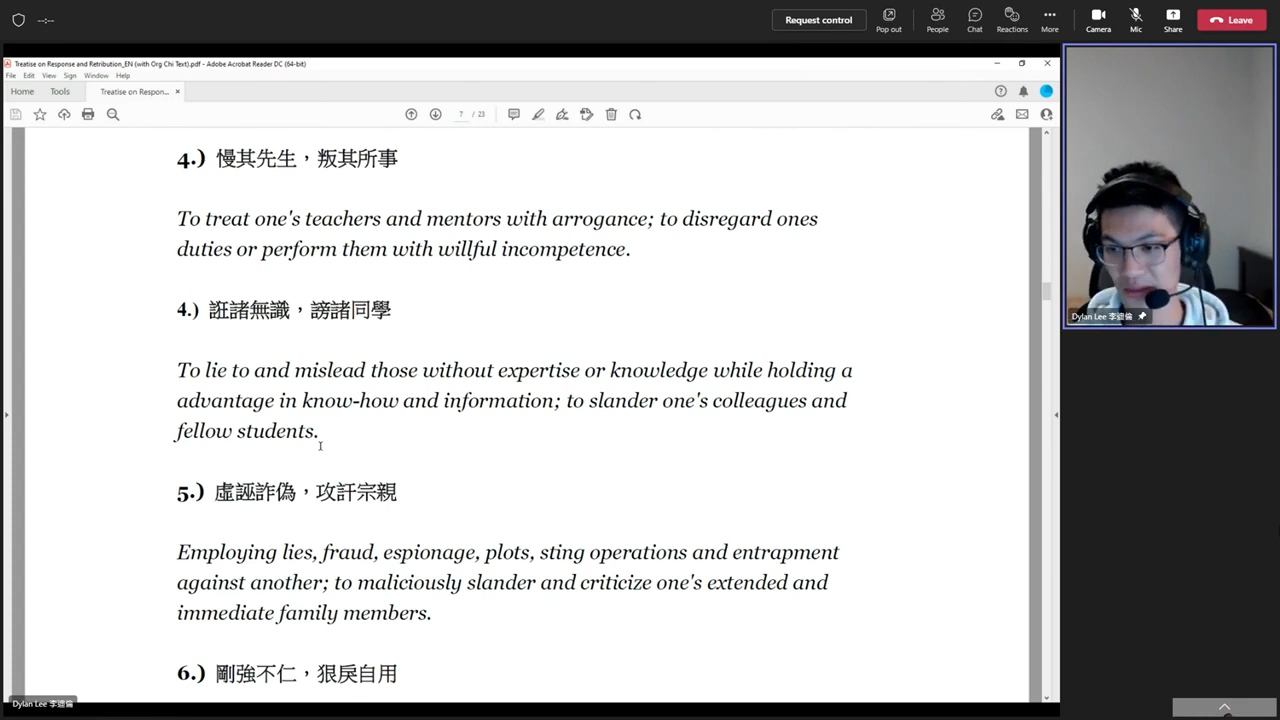 --:--
Request control
Pop out
People
Chat
Reactions
More
Camera
Mic
Share
Leave
Treatise on Response and Retribution_EN (with Org Chi Text).pdf - Adobe Acrobat Reader DC (64-bit)
File Edit View Sign Window Help
Home Tools Treatise on Respon... ×
7 / 23
4.) 慢其先生，叛其所事
To treat one's teachers and mentors with arrogance; to disregard ones
duties or perform them with willful incompetence.
4.) 誑諸無識，謗諸同學
To lie to and mislead those without expertise or knowledge while holding a
advantage in know-how and information; to slander one's colleagues and
fellow students.
5.) 虛誣詐偽，攻訐宗親
Employing lies, fraud, espionage, plots, sting operations and entrapment
against another; to maliciously slander and criticize one's extended and
immediate family members.
6.) 剛強不仁，狠戾自用
Dylan Lee 李迪倫
Dylan Lee 李迪倫